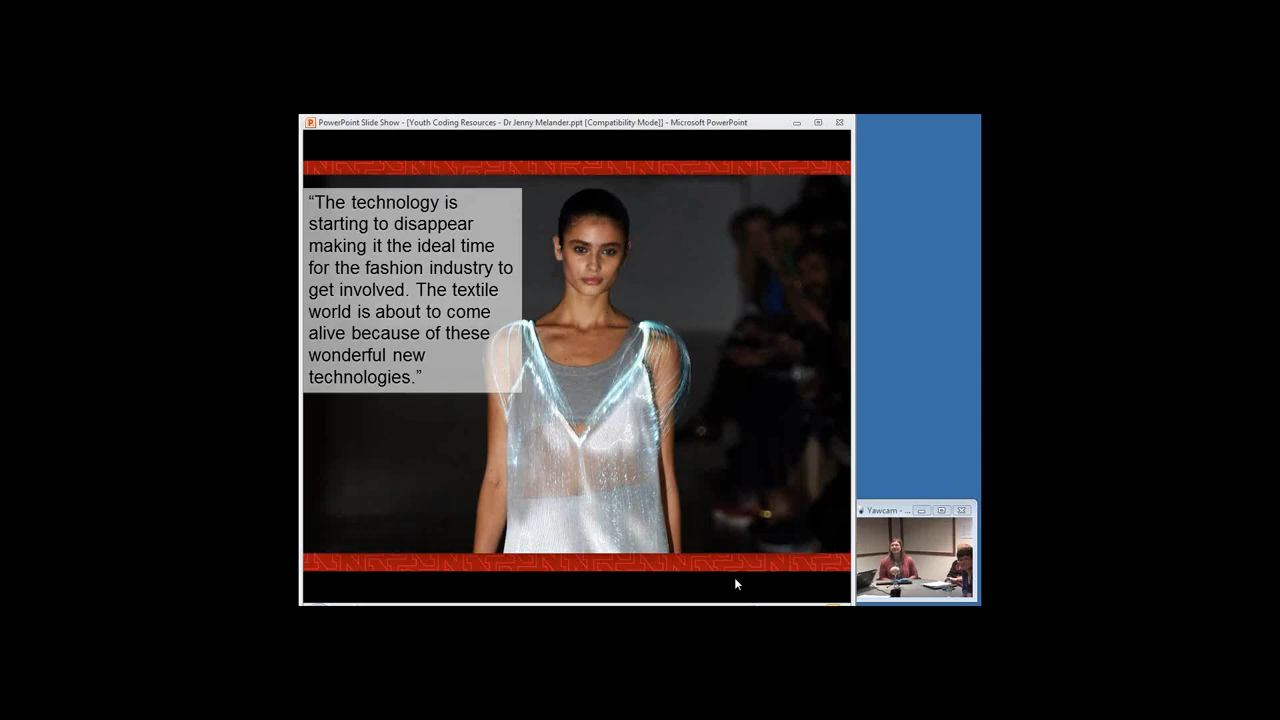 PowerPoint Slide Show - [Youth Coding Resources - Dr Jenny Melander.ppt [Compatibility Mode]] - Microsoft PowerPoint
“The technology is
starting to disappear
making it the ideal time
for the fashion industry to
get involved. The textile
world is about to come
alive because of these
wonderful new
technologies.”
Yawcam - ...